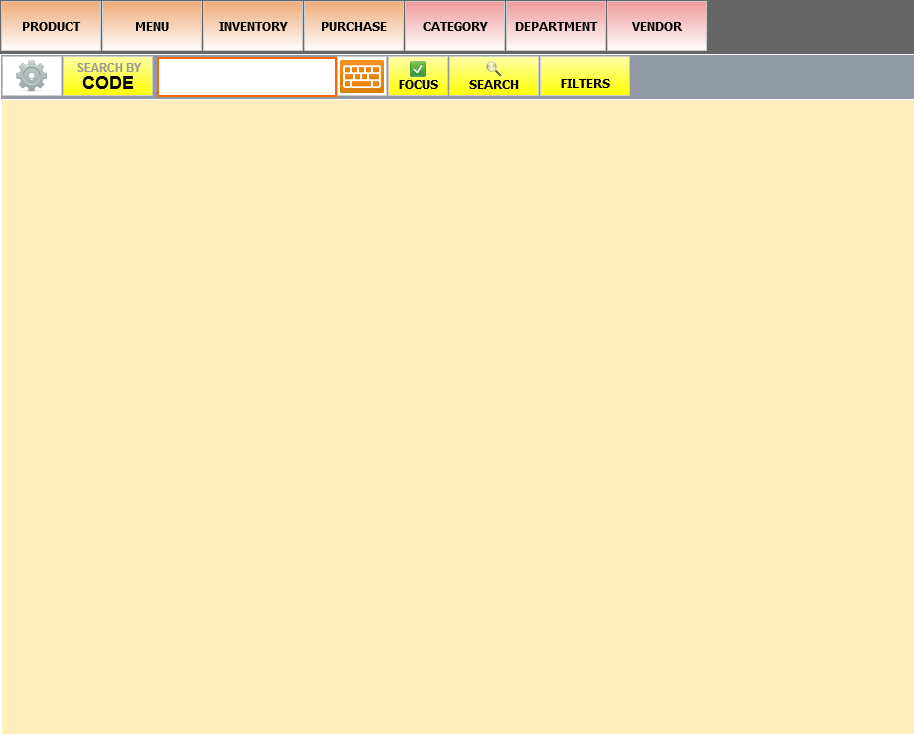 PRODUCT MENU INVENTORY PURCHASE CATEGORY DEPARTMENT VENDOR
SEARCH BY
CODE FOCUS SEARCH FILTERS